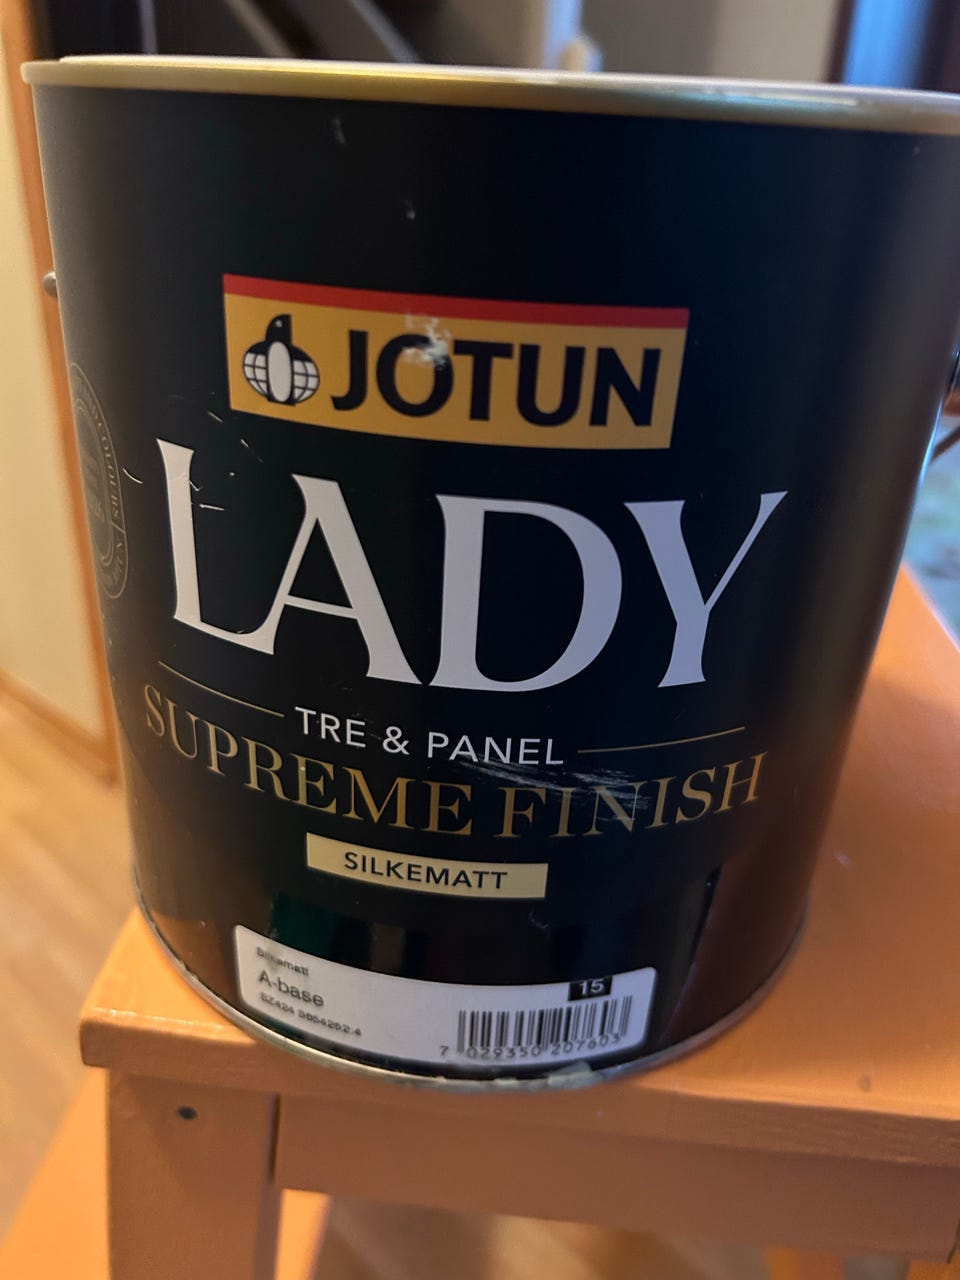 JOTUN
LADY
TRE & PANEL
SUPREME FINISH
SILKEMATT
Silkematt
A-base
15
7 029350 207603